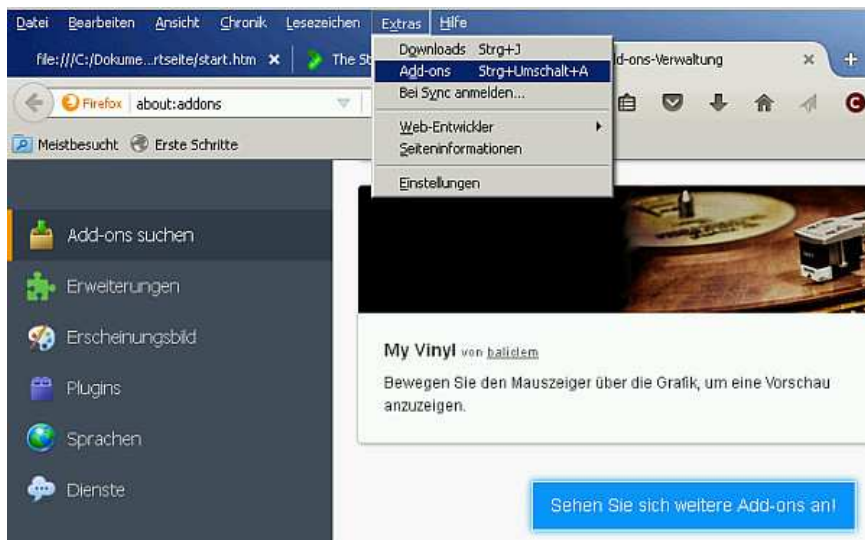 Datei Bearbeiten Ansicht Chronik Lesezeichen Extras Hilfe
file:///C:/Dokume...rtseite/start.htm The St
d-ons-Verwaltung
Downloads Strg+J
Add-ons Strg+Umschalt+A
Bei Sync anmelden...
Web-Entwickler
Seiteninformationen
Einstellungen
Firefox about:addons
Meistbesucht Erste Schritte
Add-ons suchen
Erweiterungen
Erscheinungsbild
Plugins
Sprachen
Dienste
My Vinyl von baliclem
Bewegen Sie den Mauszeiger über die Grafik, um eine Vorschau
anzuzeigen.
Sehen Sie sich weitere Add-ons an!